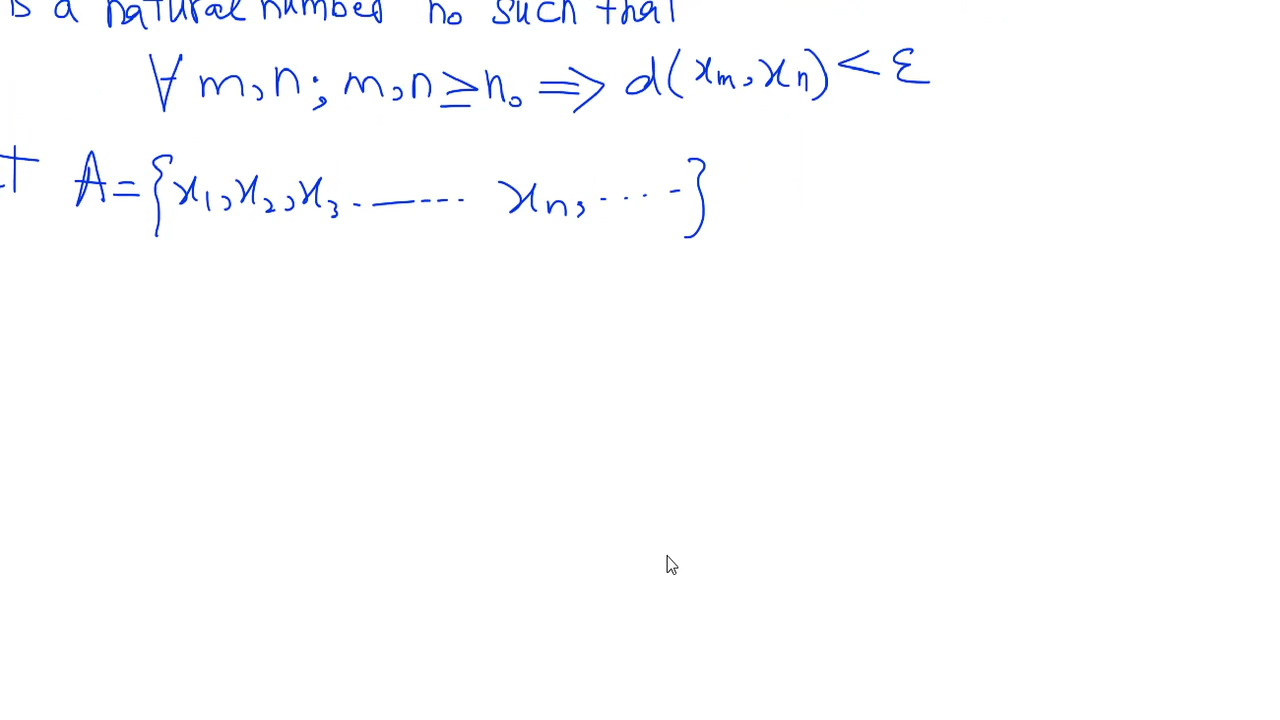 is a natural number n₀ such that
∀ m,n; m,n ≥ n₀ ⇒ d(xₘ, xₙ) < ε
A = {x₁, x₂, x₃ . —--- xₙ, ... -}